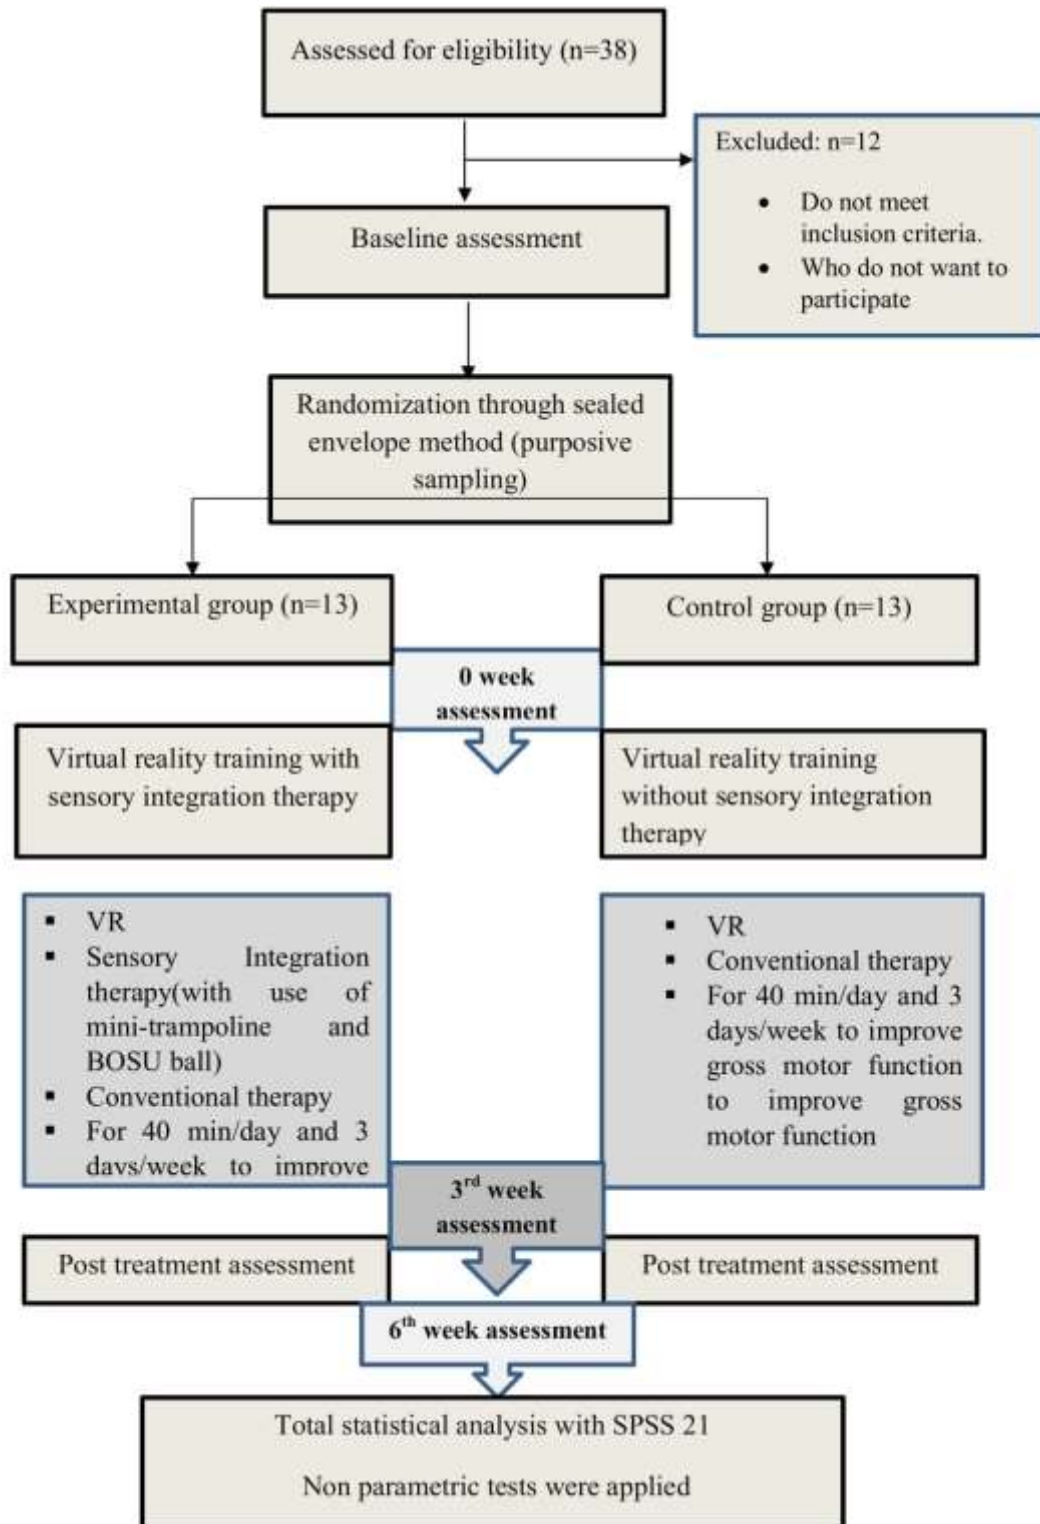 Assessed for eligibility (n=38)
Excluded: n=12
• Do not meet
inclusion criteria.
• Who do not want to
participate
Baseline assessment
Randomization through sealed
envelope method (purposive
sampling)
Experimental group (n=13)
Control group (n=13)
0 week
assessment
Virtual reality training with
sensory integration therapy
Virtual reality training
without sensory integration
therapy
▪ VR
▪ Sensory Integration
therapy(with use of
mini-trampoline and
BOSU ball)
▪ Conventional therapy
▪ For 40 min/day and 3
days/week to improve
▪ VR
▪ Conventional therapy
▪ For 40 min/day and 3
days/week to improve
gross motor function
to improve gross
motor function
3rd week
assessment
Post treatment assessment
Post treatment assessment
6th week assessment
Total statistical analysis with SPSS 21
Non parametric tests were applied